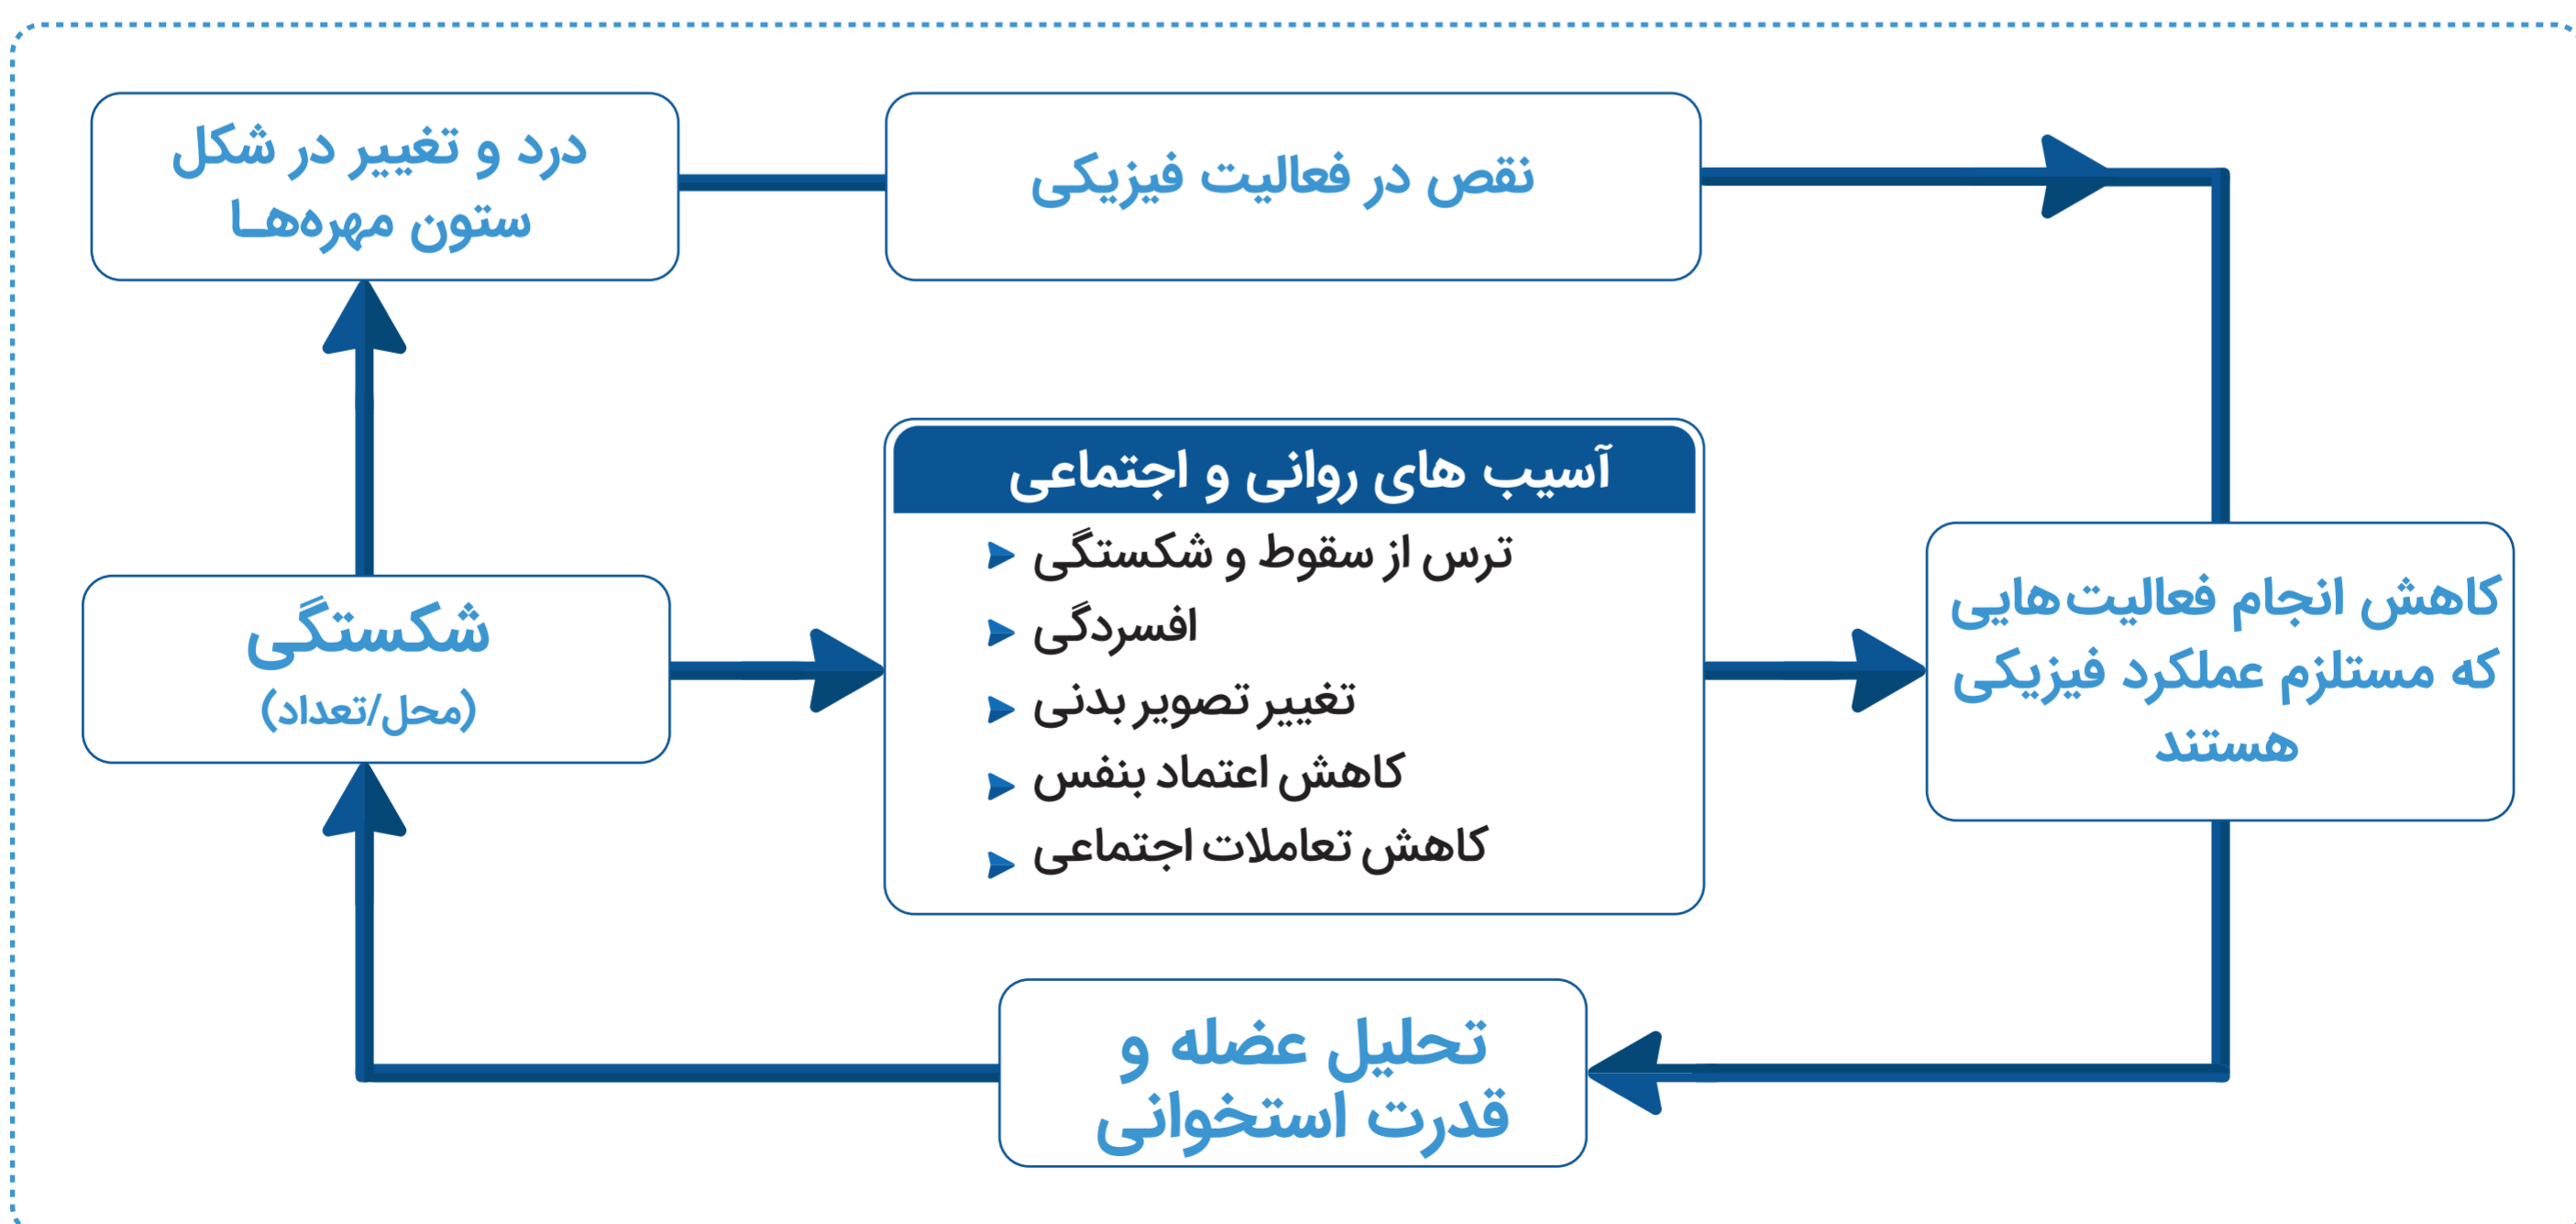 درد و تغییر در شکل
ستون مهره‌هـا
نقص در فعالیت فیزیکی
شکستگی
(محل/تعداد)
آسیب های روانی و اجتماعی
ترس از سقوط و شکستگی
افسردگی
تغییر تصویر بدنی
کاهش اعتماد بنفس
کاهش تعاملات اجتماعی
کاهش انجام فعالیت‌هایی
که مستلزم عملکرد فیزیکی
هستند
تحلیل عضله و
قدرت استخوانی